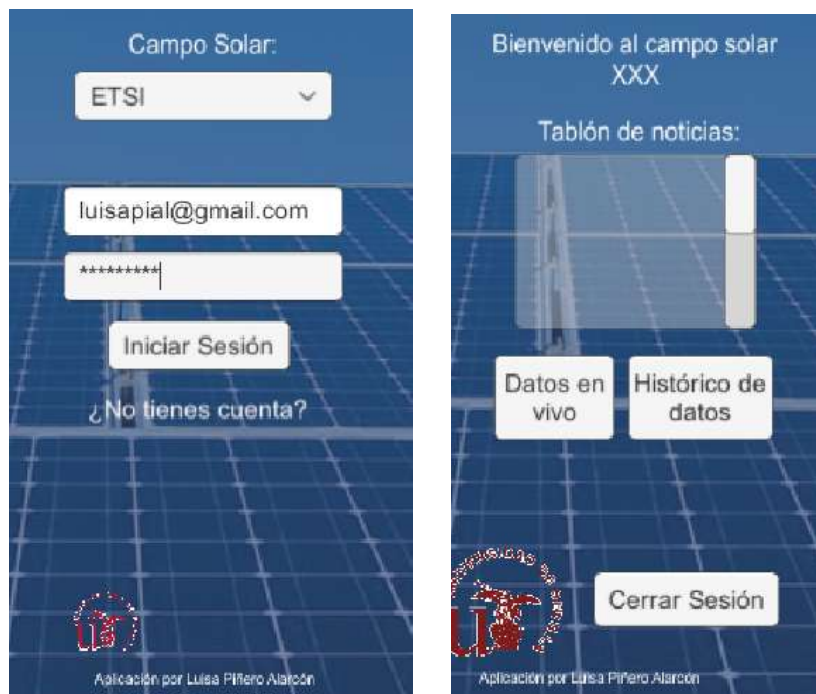 Campo Solar:
ETSI
luisapial@gmail.com
*********
Iniciar Sesión
¿No tienes cuenta?
Aplicación por Luisa Piñero Alarcón
Bienvenido al campo solar
XXX
Tablón de noticias:
Datos en
vivo
Histórico de
datos
Cerrar Sesión
Aplicación por Luisa Piñero Alarcón